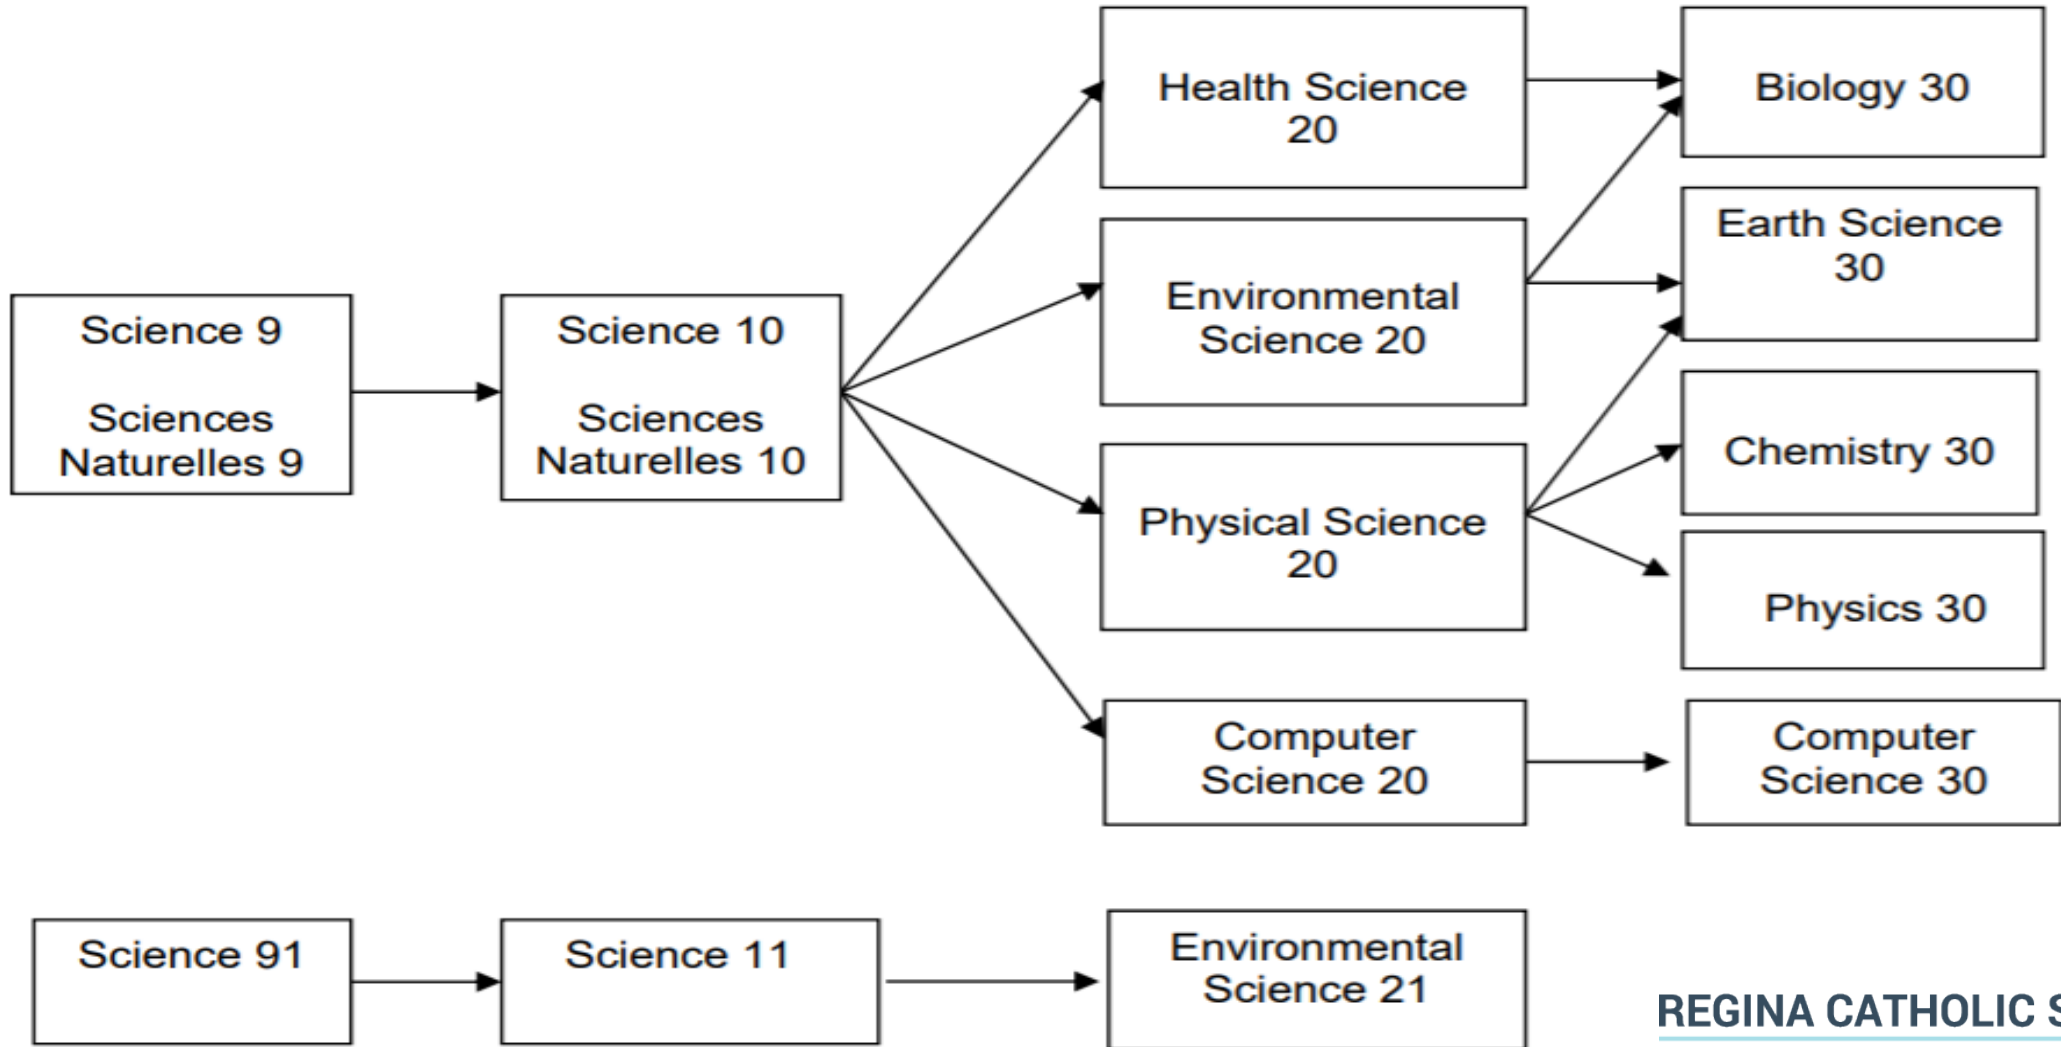 Science 9
Sciences
Naturelles 9
Science 10
Sciences
Naturelles 10
Health Science
20
Environmental
Science 20
Physical Science
20
Computer
Science 20
Biology 30
Earth Science
30
Chemistry 30
Physics 30
Computer
Science 30
Science 91
Science 11
Environmental
Science 21
REGINA CATHOLIC S